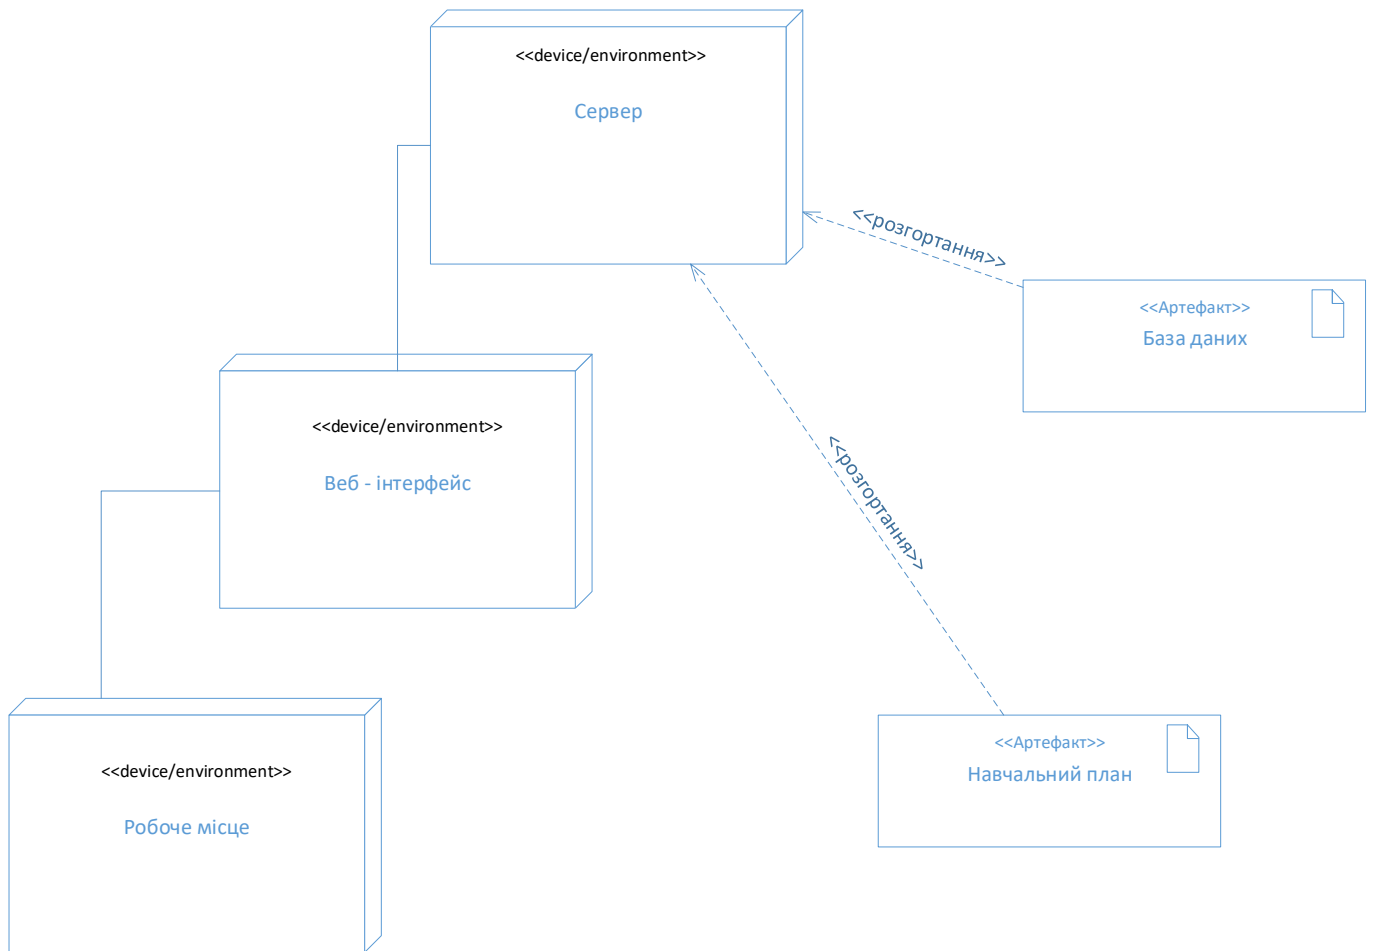 <<device/environment>>
Сервер
<<розгортання>>
<<Артефакт>>
База даних
<<device/environment>>
Веб - інтерфейс
<<розгортання>>
<<Артефакт>>
Навчальний план
<<device/environment>>
Робоче місце